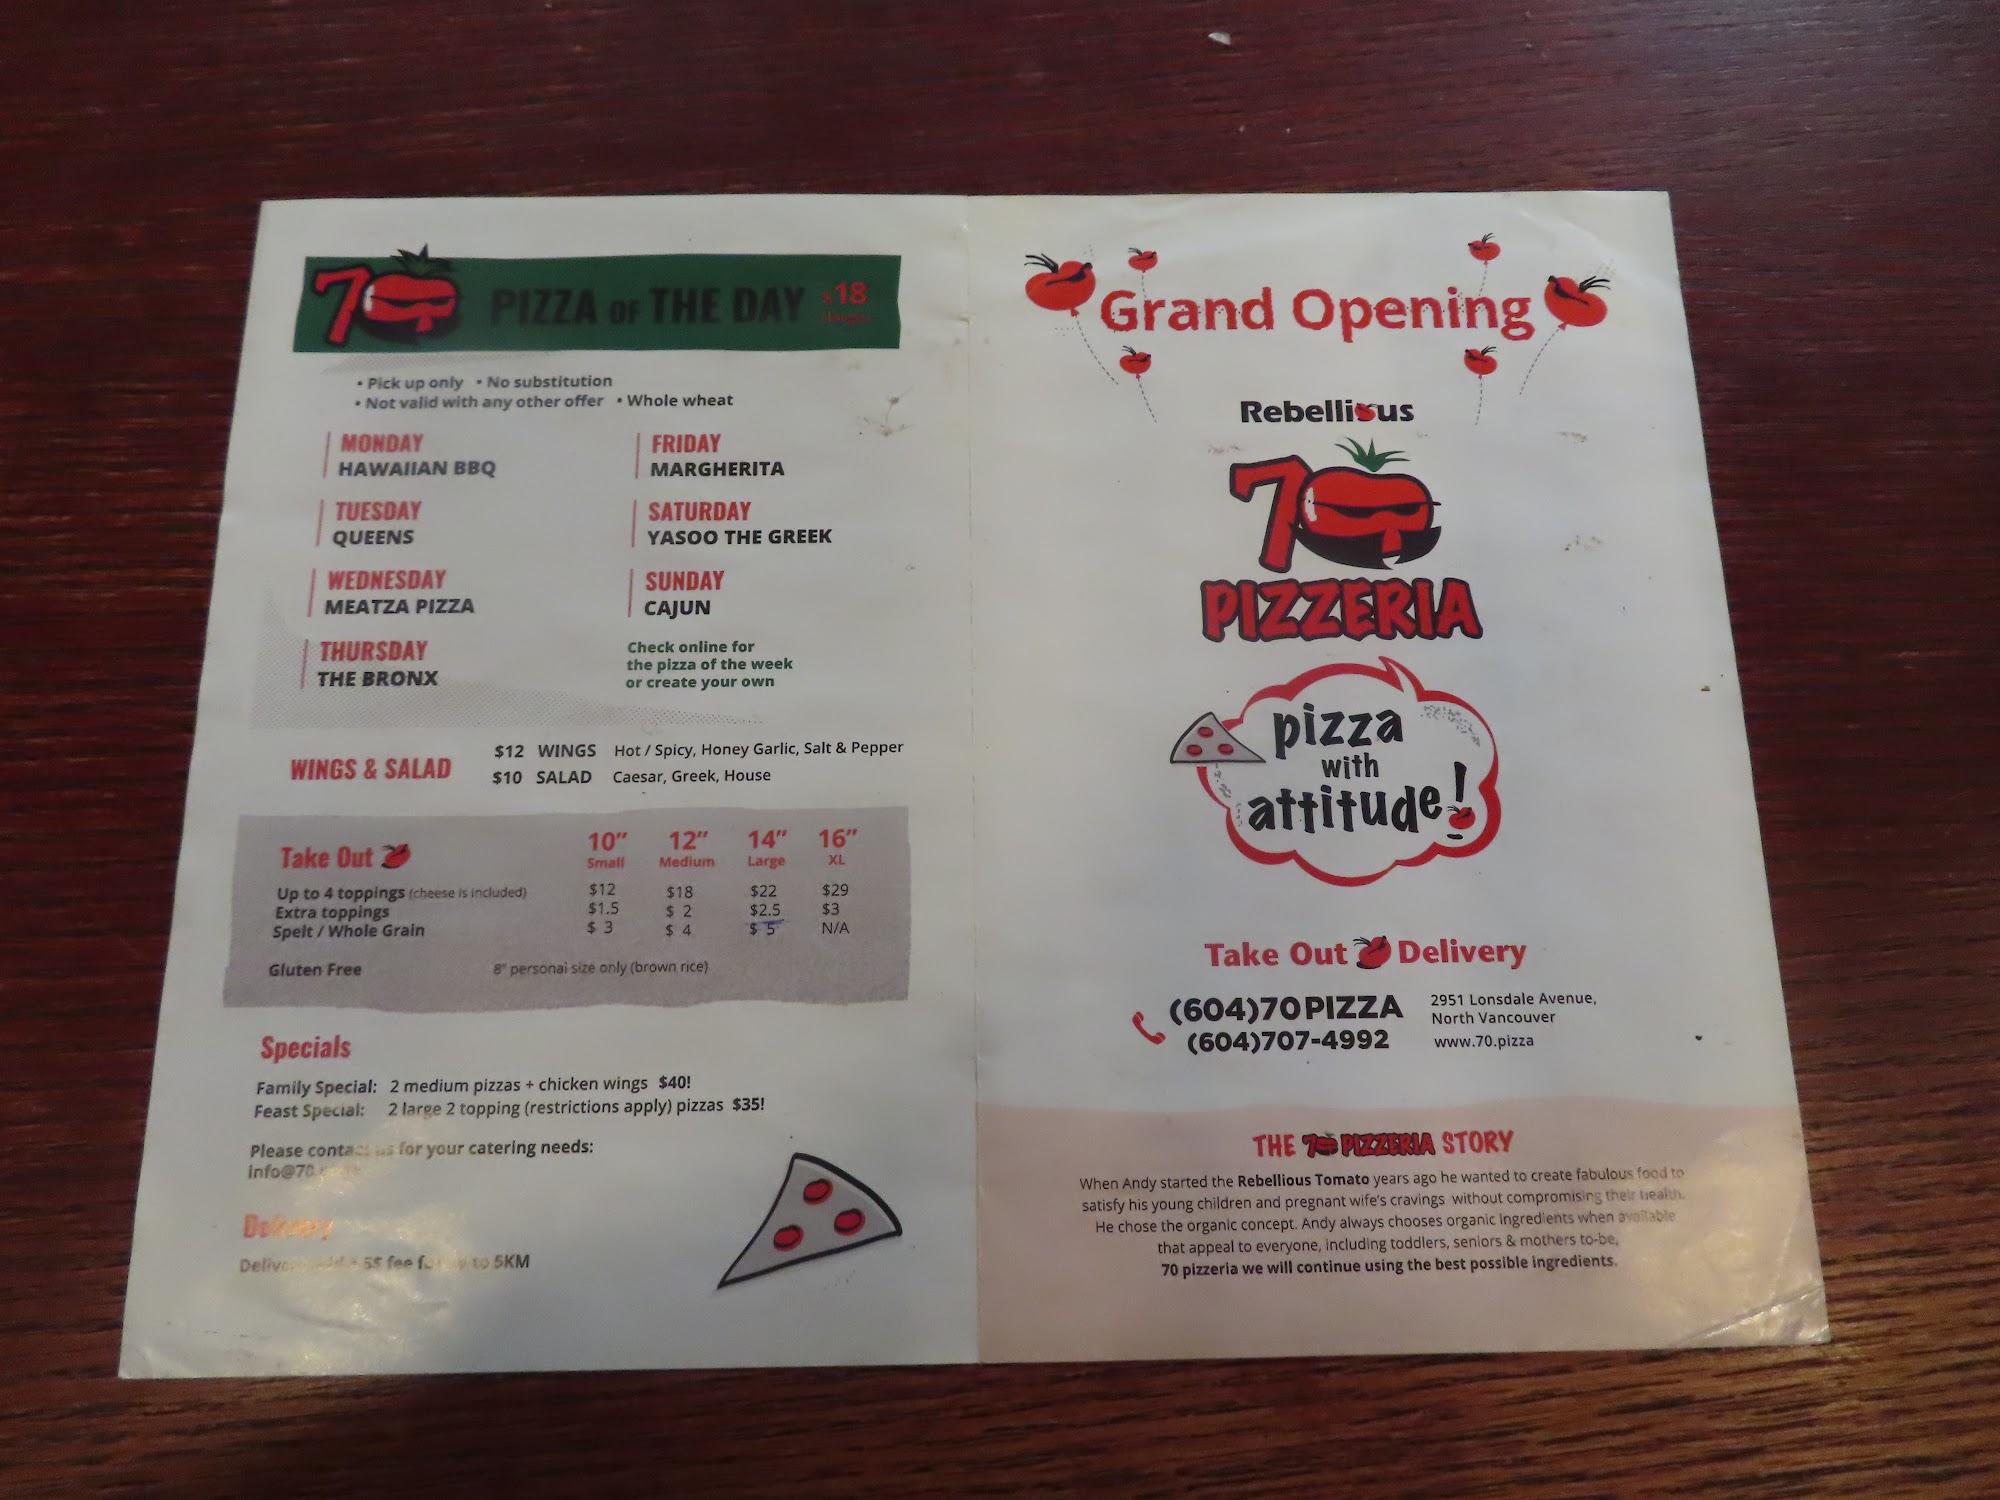 70 PIZZA OF THE DAY $18
• Pick up only • No substitution
• Not valid with any other offer • Whole wheat
MONDAY
HAWAIIAN BBQ
TUESDAY
QUEENS
WEDNESDAY
MEATZA PIZZA
THURSDAY
THE BRONX
FRIDAY
MARGHERITA
SATURDAY
YASOO THE GREEK
SUNDAY
CAJUN
Check online for
the pizza of the week
or create your own
WINGS & SALAD
$12 WINGS Hot / Spicy, Honey Garlic, Salt & Pepper
$10 SALAD Caesar, Greek, House
Take Out 10” 12” 14” 16”
Small Medium Large XL
Up to 4 toppings (cheese is included) $12 $18 $22 $29
Extra toppings $1.5 $ 2 $2.5 $3
Spelt / Whole Grain $ 3 $ 4 $ 5 N/A
Gluten Free 8" personal size only (brown rice)
Specials
Family Special: 2 medium pizzas + chicken wings $40!
Feast Special: 2 large 2 topping (restrictions apply) pizzas $35!
Please contact us for your catering needs:
info@70
Delivery
5$ fee for up to 5KM
Grand Opening
Rebellious
70
PIZZERIA
pizza
with
attitude!
Take Out Delivery
(604)70PIZZA
(604)707-4992
2951 Lonsdale Avenue,
North Vancouver
www.70.pizza
THE 70 PIZZERIA STORY
When Andy started the Rebellious Tomato years ago he wanted to create fabulous food to
satisfy his young children and pregnant wife's cravings without compromising their health.
He chose the organic concept. Andy always chooses organic ingredients when available
that appeal to everyone, including toddlers, seniors & mothers to-be,
70 pizzeria we will continue using the best possible ingredients.